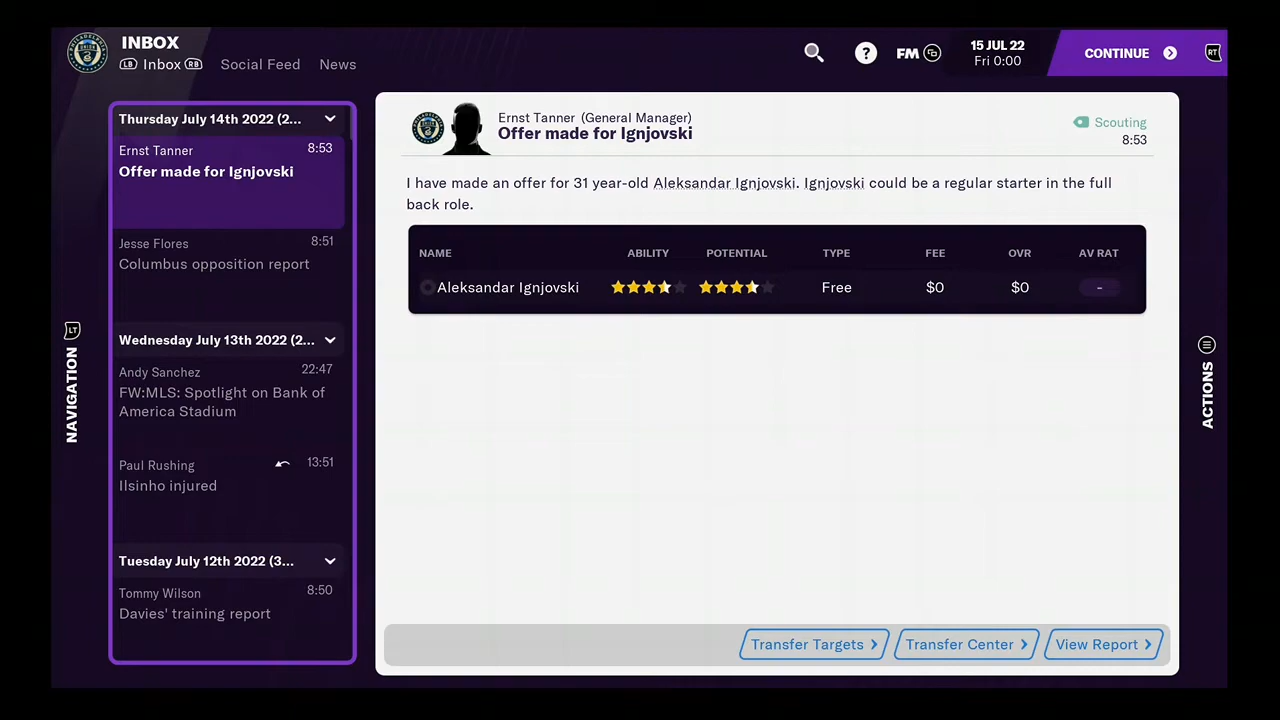 INBOX
LB Inbox RB Social Feed News
FM
15 JUL 22
Fri 0:00
CONTINUE
RT
Thursday July 14th 2022 (2...
Ernst Tanner 8:53
Offer made for Ignjovski
Jesse Flores 8:51
Columbus opposition report
Wednesday July 13th 2022 (2...
Andy Sanchez 22:47
FW:MLS: Spotlight on Bank of
America Stadium
Paul Rushing 13:51
Ilsinho injured
Tuesday July 12th 2022 (3...
Tommy Wilson 8:50
Davies' training report
LT
NAVIGATION
Ernst Tanner (General Manager)
Offer made for Ignjovski
Scouting
8:53
I have made an offer for 31 year-old Aleksandar Ignjovski. Ignjovski could be a regular starter in the full
back role.
NAME ABILITY POTENTIAL TYPE FEE OVR AV RAT
Aleksandar Ignjovski Free $0 $0 -
Transfer Targets Transfer Center View Report
ACTIONS